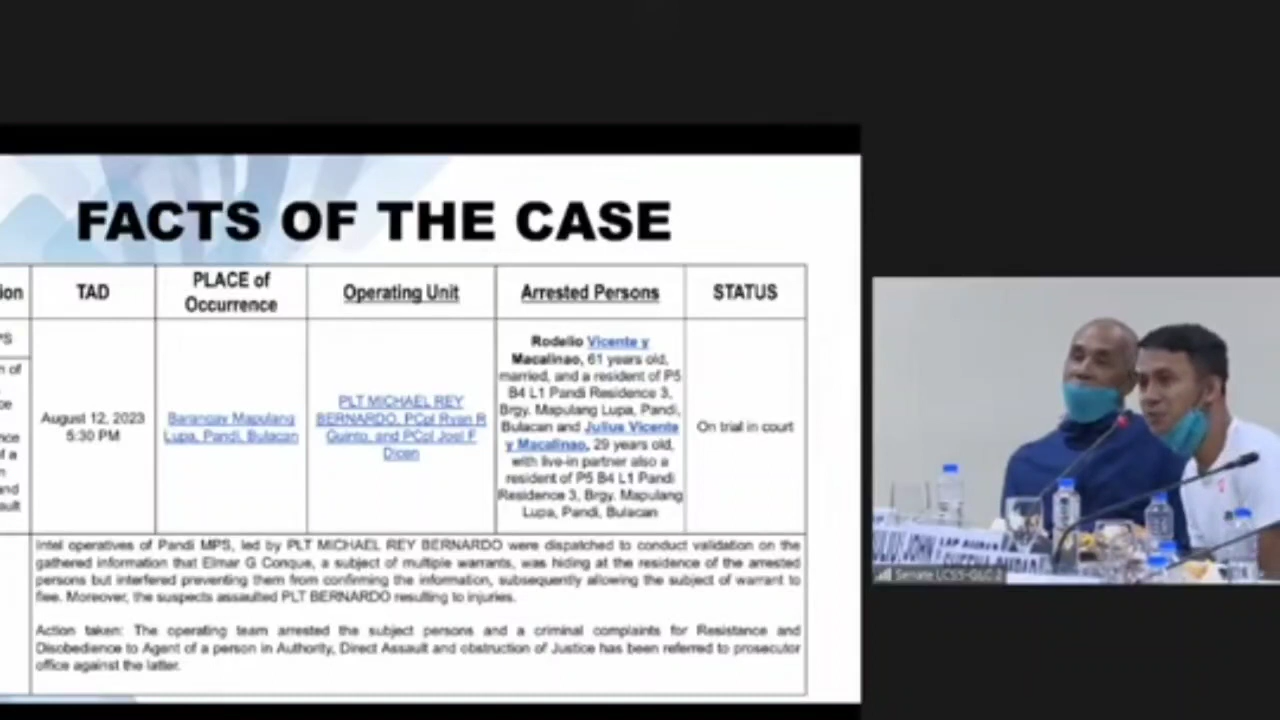 FACTS OF THE CASE
ion
TAD
PLACE of
Occurrence
Operating Unit
Arrested Persons
STATUS
August 12, 2023
5:30 PM
Barangay Mapulang
Lupa, Pandi, Bulacan
PLT MICHAEL REY
BERNARDO, PCpl Ryan R
Guinto, and PCpl Joel F
Dizon
Rodelio Vicente y
Macalinao, 61 years old,
married, and a resident of P5
B4 L1 Pandi Residence 3,
Brgy. Mapulang Lupa, Pandi,
Bulacan and Julius Vicente
y Macalinao, 29 years old,
with live-in partner also a
resident of P5 B4 L1 Pandi
Residence 3, Brgy. Mapulang
Lupa, Pandi, Bulacan
On trial in court
Intel operatives of Pandi MPS, led by PLT MICHAEL REY BERNARDO were dispatched to conduct validation on the
gathered information that Elmar G Conque, a subject of multiple warrants, was hiding at the residence of the arrested
persons but interfered preventing them from confirming the information, subsequently allowing the subject of warrant to
flee. Moreover, the suspects assaulted PLT BERNARDO resulting to injuries.
Action taken: The operating team arrested the subject persons and a criminal complaints for Resistance and
Disobedience to Agent of a person in Authority, Direct Assault and obstruction of Justice has been referred to prosecutor
office against the latter.